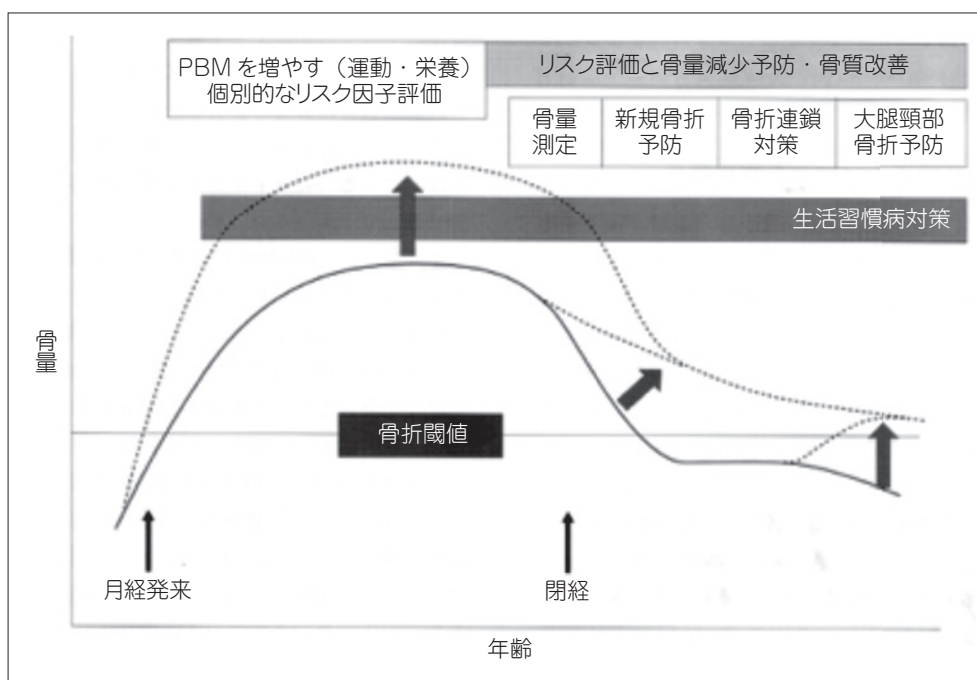 PBMを増やす（運動・栄養）
個別的なリスク因子評価
リスク評価と骨量減少予防・骨質改善
骨量
測定
新規骨折
予防
骨折連鎖
対策
大腿頸部
骨折予防
生活習慣病対策
骨量
骨折閾値
月経発来
閉経
年齢